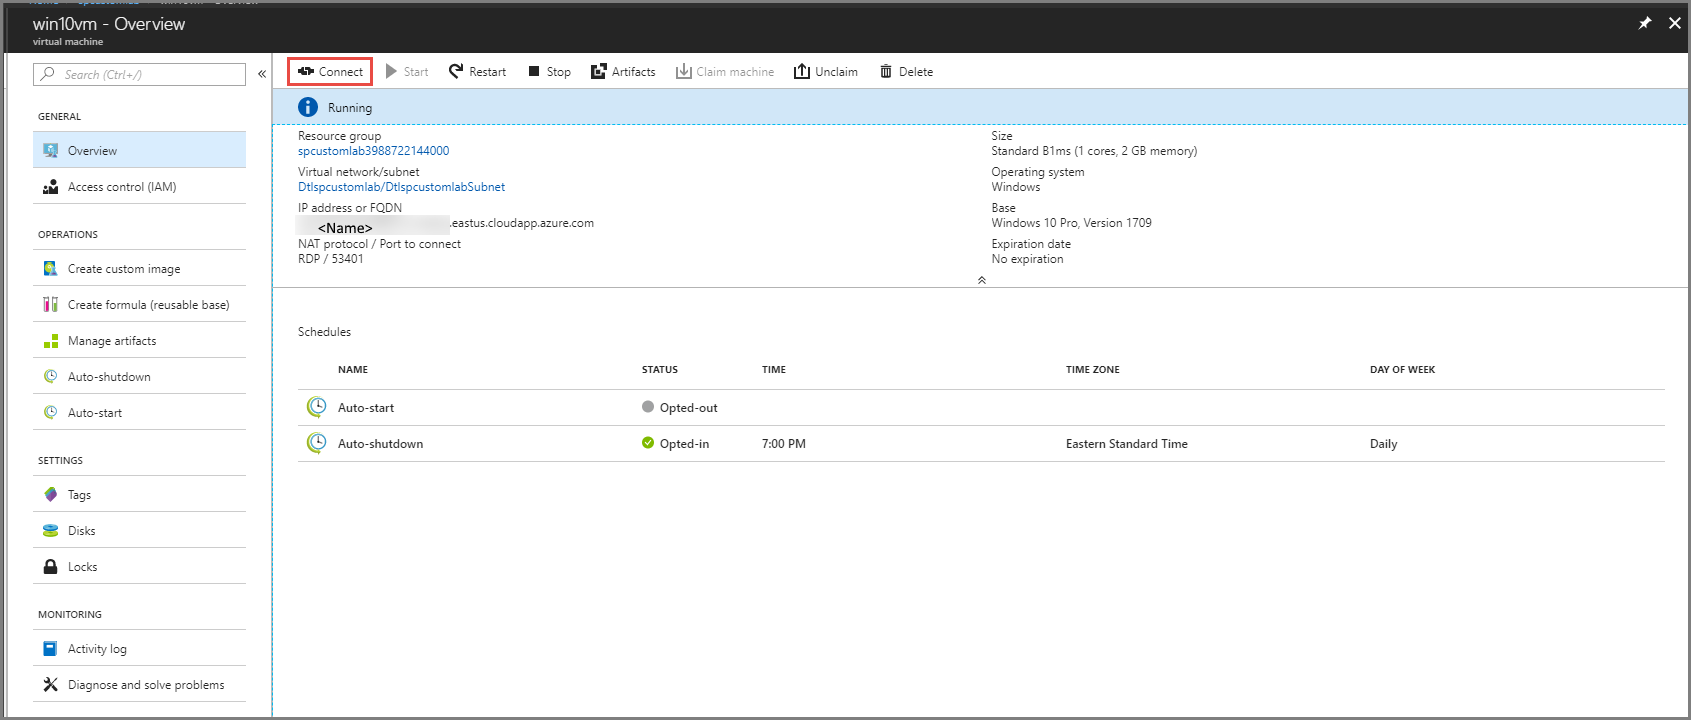 win10vm - Overview
virtual machine
Search (Ctrl+/)
«
GENERAL
Overview
Access control (IAM)
OPERATIONS
Create custom image
Create formula (reusable base)
Manage artifacts
Auto-shutdown
Auto-start
SETTINGS
Tags
Disks
Locks
MONITORING
Activity log
Diagnose and solve problems
Connect Start Restart Stop Artifacts Claim machine Unclaim Delete
Running
Resource group
spcustomlab3988722144000
Virtual network/subnet
Dtlspcustomlab/DtlspcustomlabSubnet
IP address or FQDN
<Name> .eastus.cloudapp.azure.com
NAT protocol / Port to connect
RDP / 53401
Size
Standard B1ms (1 cores, 2 GB memory)
Operating system
Windows
Base
Windows 10 Pro, Version 1709
Expiration date
No expiration
Schedules
NAME STATUS TIME TIME ZONE DAY OF WEEK
Auto-start Opted-out
Auto-shutdown Opted-in 7:00 PM Eastern Standard Time Daily